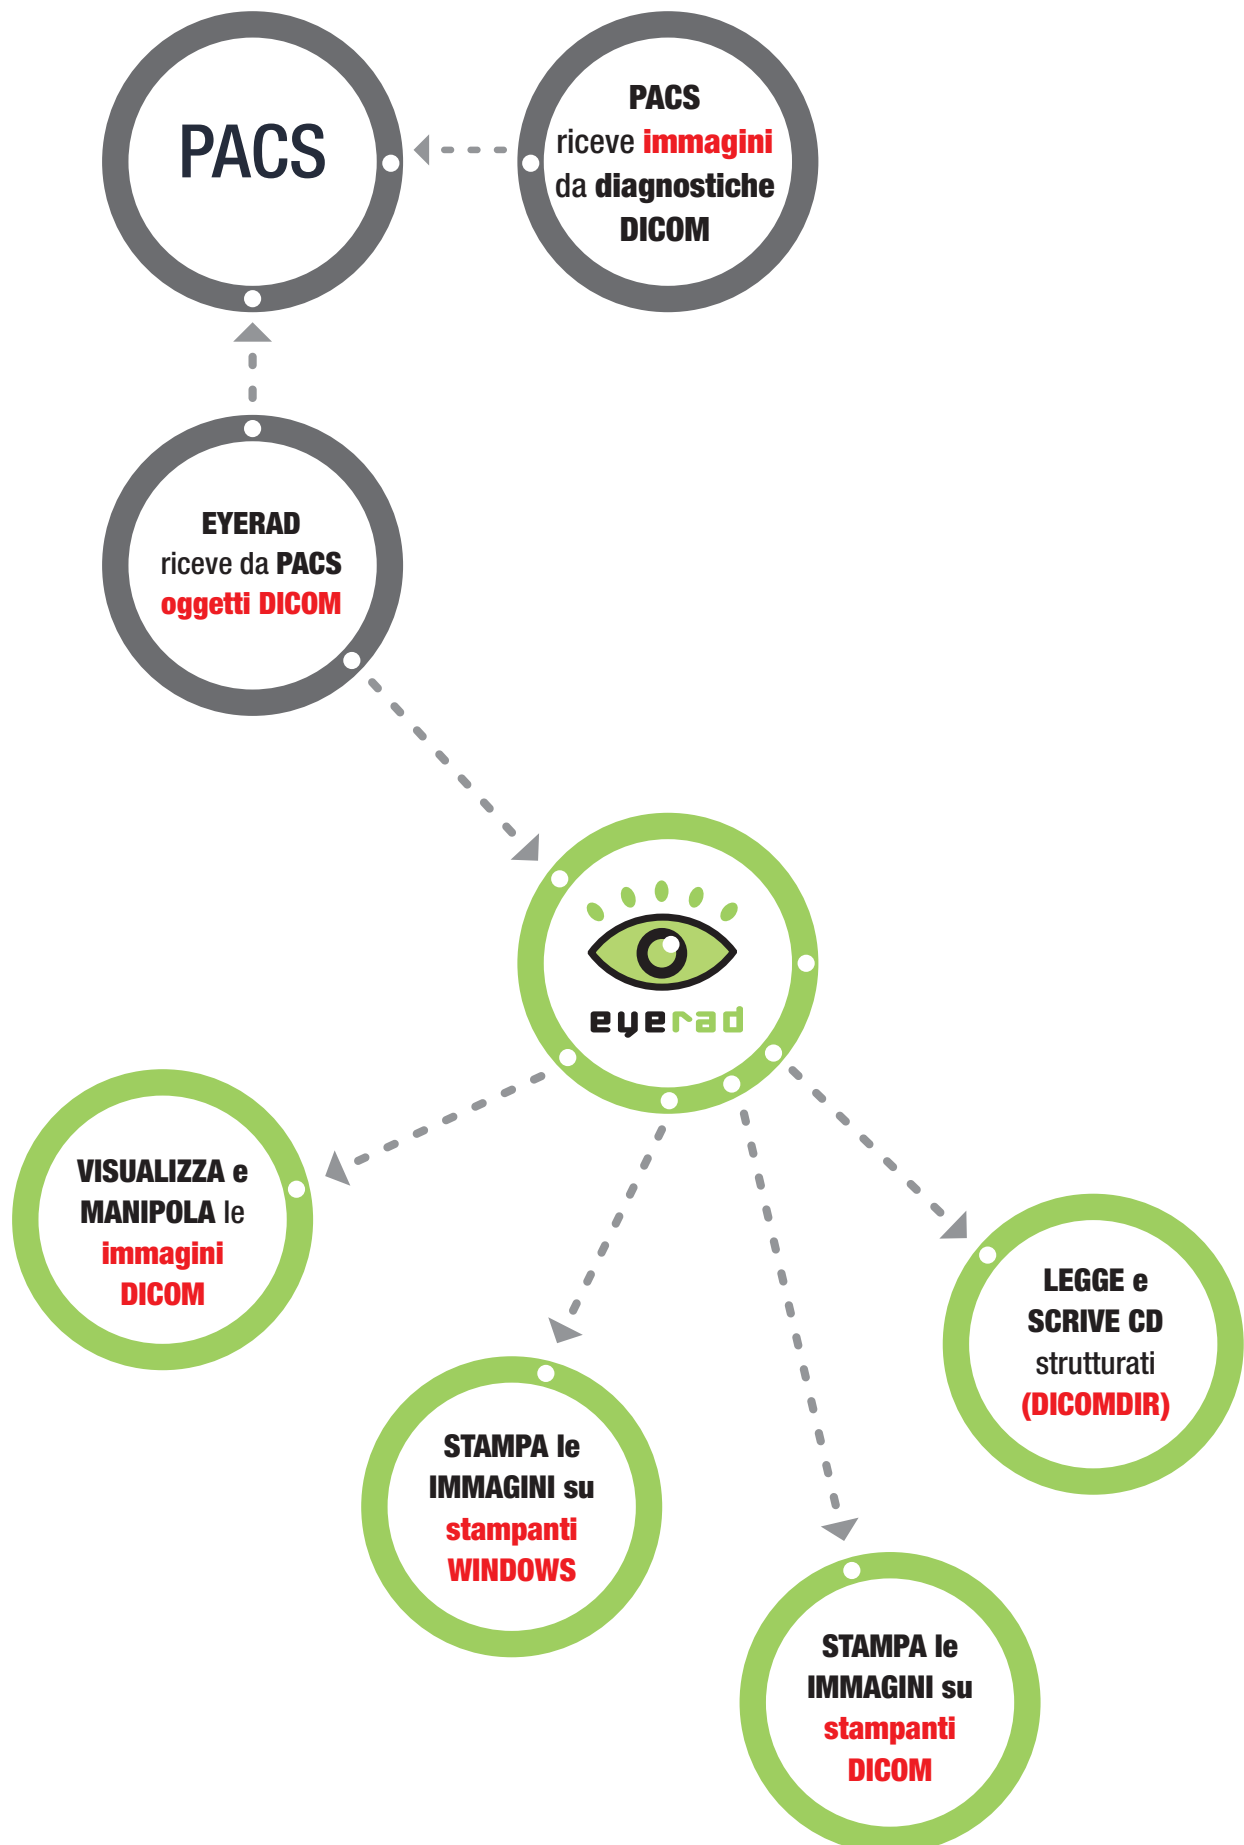 PACS
PACS
riceve immagini
da diagnostiche
DICOM
EYERAD
riceve da PACS
oggetti DICOM
eyerad
VISUALIZZA e
MANIPOLA le
immagini
DICOM
STAMPA le
IMMAGINI su
stampanti
WINDOWS
STAMPA le
IMMAGINI su
stampanti
DICOM
LEGGE e
SCRIVE CD
strutturati
(DICOMDIR)